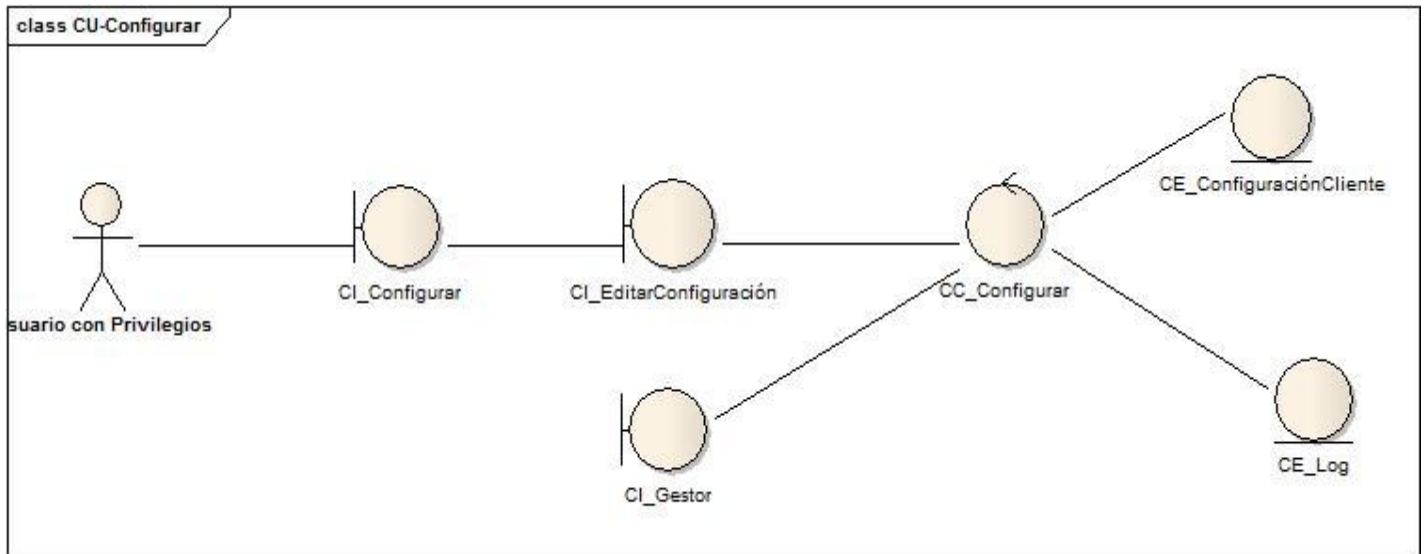 class CU-Configurar
CE_ConfiguraciónCliente
CI_Configurar
CI_EditarConfiguración
CC_Configurar
suario con Privilegios
CI_Gestor
CE_Log